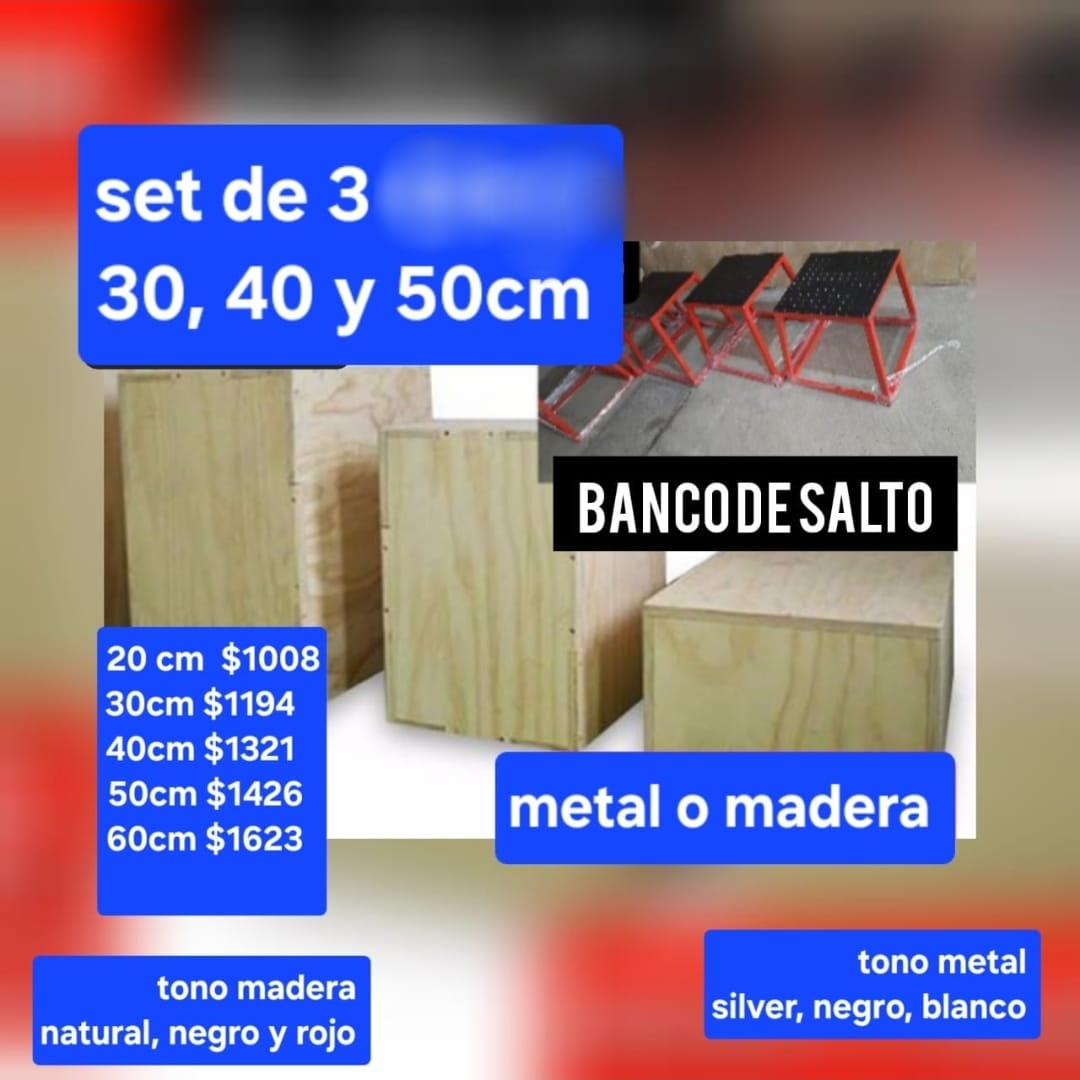 set de 3
30, 40 y 50cm
BANCO DE SALTO
20 cm $1008
30cm $1194
40cm $1321
50cm $1426
60cm $1623
metal o madera
tono madera
natural, negro y rojo
tono metal
silver, negro, blanco